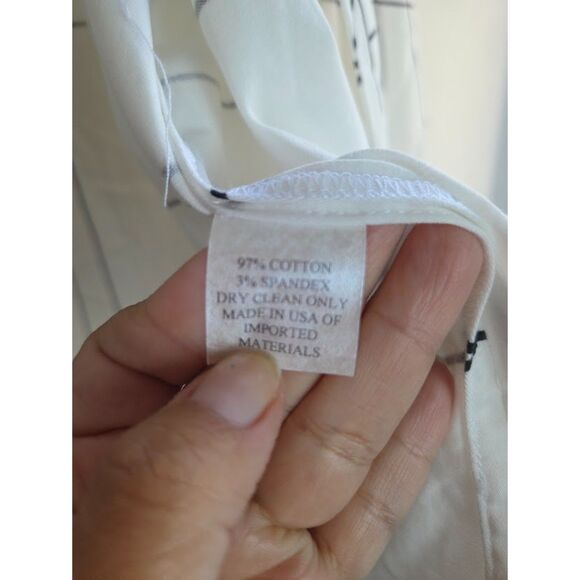 97% COTTON
3% SPANDEX
DRY CLEAN ONLY
MADE IN USA OF
IMPORTED
MATERIALS